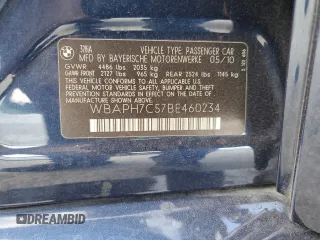 BMW
328iA VEHICLE TYPE: PASSENGER CAR
MFD BY BAYERISCHE MOTORENWERKE 05/10
GVWR 4486 lbs 2035 kg
GAWR FRONT 2127 lbs 965 kg REAR 2524 lbs 1145 kg
THIS VEHICLE CONFORMS TO ALL APPLICABLE
FEDERAL MOTOR VEHICLE SAFETY, BUMPER, AND
THEFT PREVENTION STANDARDS IN EFFECT ON THE
DATE OF MANUFACTURE SHOWN ABOVE.
WBAPH7C57BE460234
DREAMBID